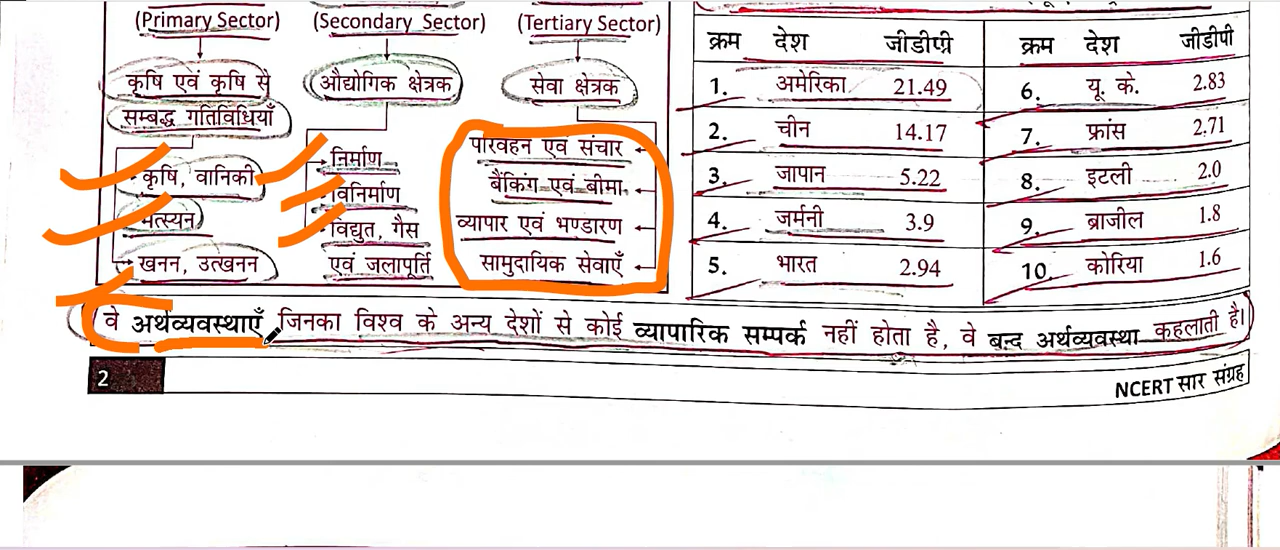 (Primary Sector)
(Secondary Sector)
(Tertiary Sector)
कृषि एवं कृषि से
सम्बद्ध गतिविधियाँ
औद्योगिक क्षेत्रक
सेवा क्षेत्रक
कृषि, वानिकी
मत्स्यन
खनन, उत्खनन
निर्माण
विनिर्माण
विद्युत, गैस
एवं जलापूर्ति
परिवहन एवं संचार
बैंकिंग एवं बीमा
व्यापार एवं भण्डारण
सामुदायिक सेवाएँ
क्रम देश जीडीपी क्रम देश जीडीपी
1. अमेरिका 21.49 6. यू. के. 2.83
2. चीन 14.17 7. फ्रांस 2.71
3. जापान 5.22 8. इटली 2.0
4. जर्मनी 3.9 9. ब्राजील 1.8
5. भारत 2.94 10. कोरिया 1.6
वे अर्थव्यवस्थाएँ जिनका विश्व के अन्य देशों से कोई व्यापारिक सम्पर्क नहीं होता है, वे बन्द अर्थव्यवस्था कहलाती है।
2
NCERT सार संग्रह